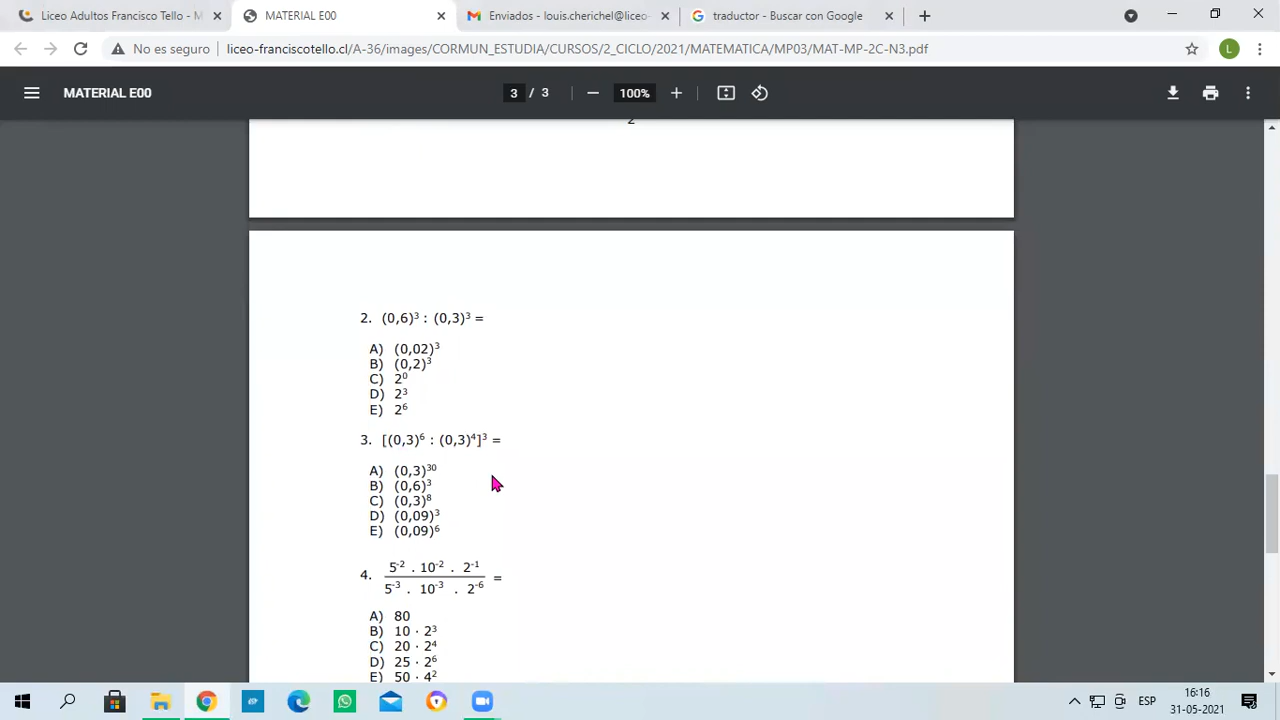 Liceo Adultos Francisco Tello - M
MATERIAL E00
Enviados - louis.cherichel@liceo-
traductor - Buscar con Google
No es seguro
liceo-franciscotello.cl/A-36/images/CORMUN_ESTUDIA/CURSOS/2_CICLO/2021/MATEMATICA/MP03/MAT-MP-2C-N3.pdf
L
MATERIAL E00
3 / 3
100%
2
2. (0,6)³ : (0,3)³ =
A) (0,02)³
B) (0,2)³
C) 2⁰
D) 2³
E) 2⁶
3. [(0,3)⁶ : (0,3)⁴]³ =
A) (0,3)³⁰
B) (0,6)³
C) (0,3)⁸
D) (0,09)³
E) (0,09)⁶
5⁻² . 10⁻² . 2⁻¹
4. =
5⁻³ . 10⁻³ . 2⁻⁶
A) 80
B) 10 · 2³
C) 20 · 2⁴
D) 25 · 2⁶
E) 50 · 4²
ESP
16:16
31-05-2021